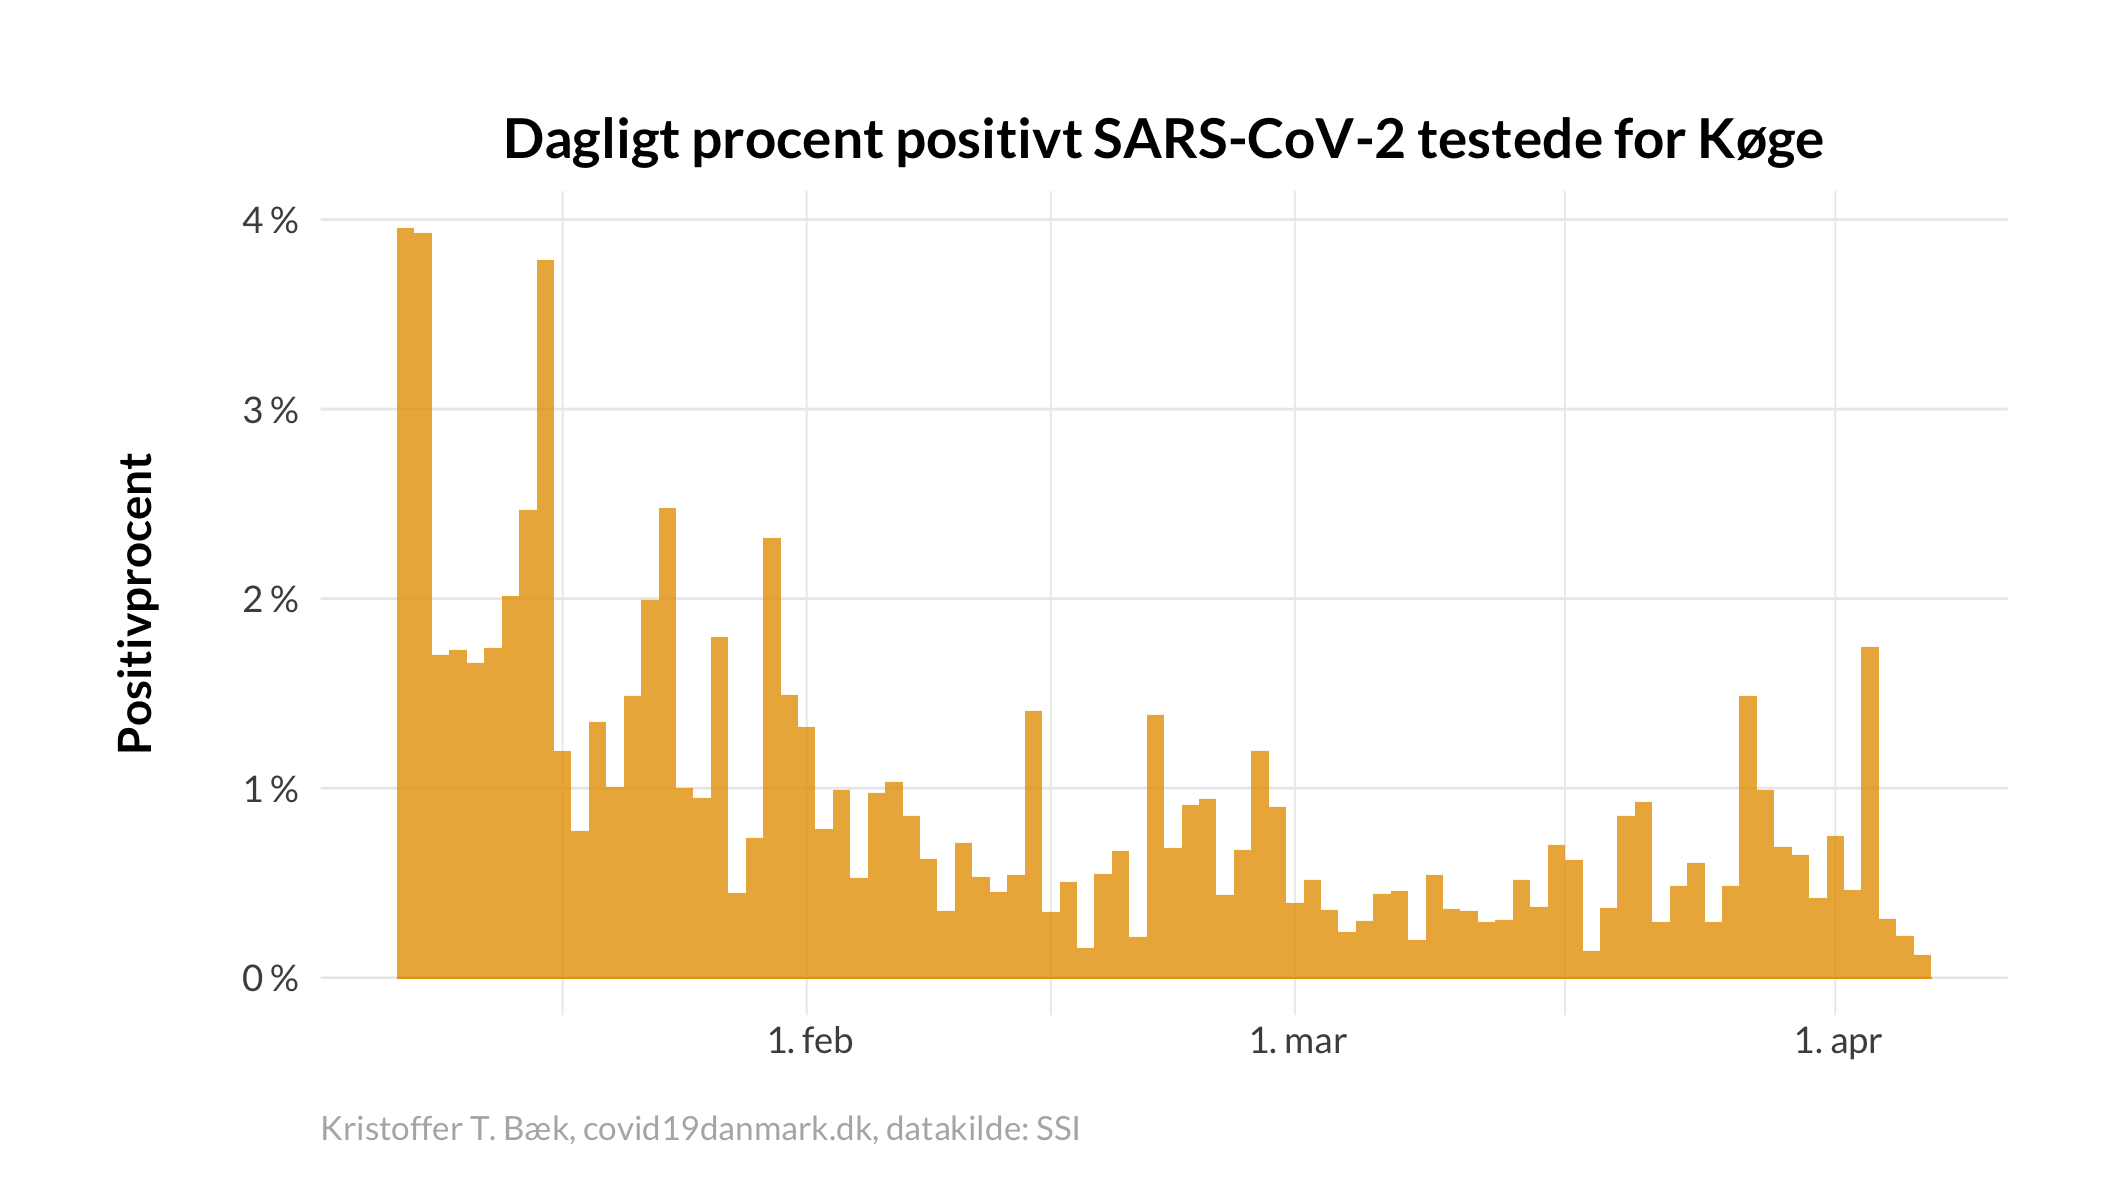 Dagligt procent positivt SARS-CoV-2 testede for Køge
Positivprocent
4 %
3 %
2 %
1 %
0 %
1. feb
1. mar
1. apr
Kristoffer T. Bæk, covid19danmark.dk, datakilde: SSI